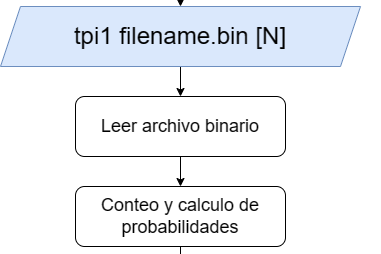 tpi1 filename.bin [N]
Leer archivo binario
Conteo y calculo de
probabilidades